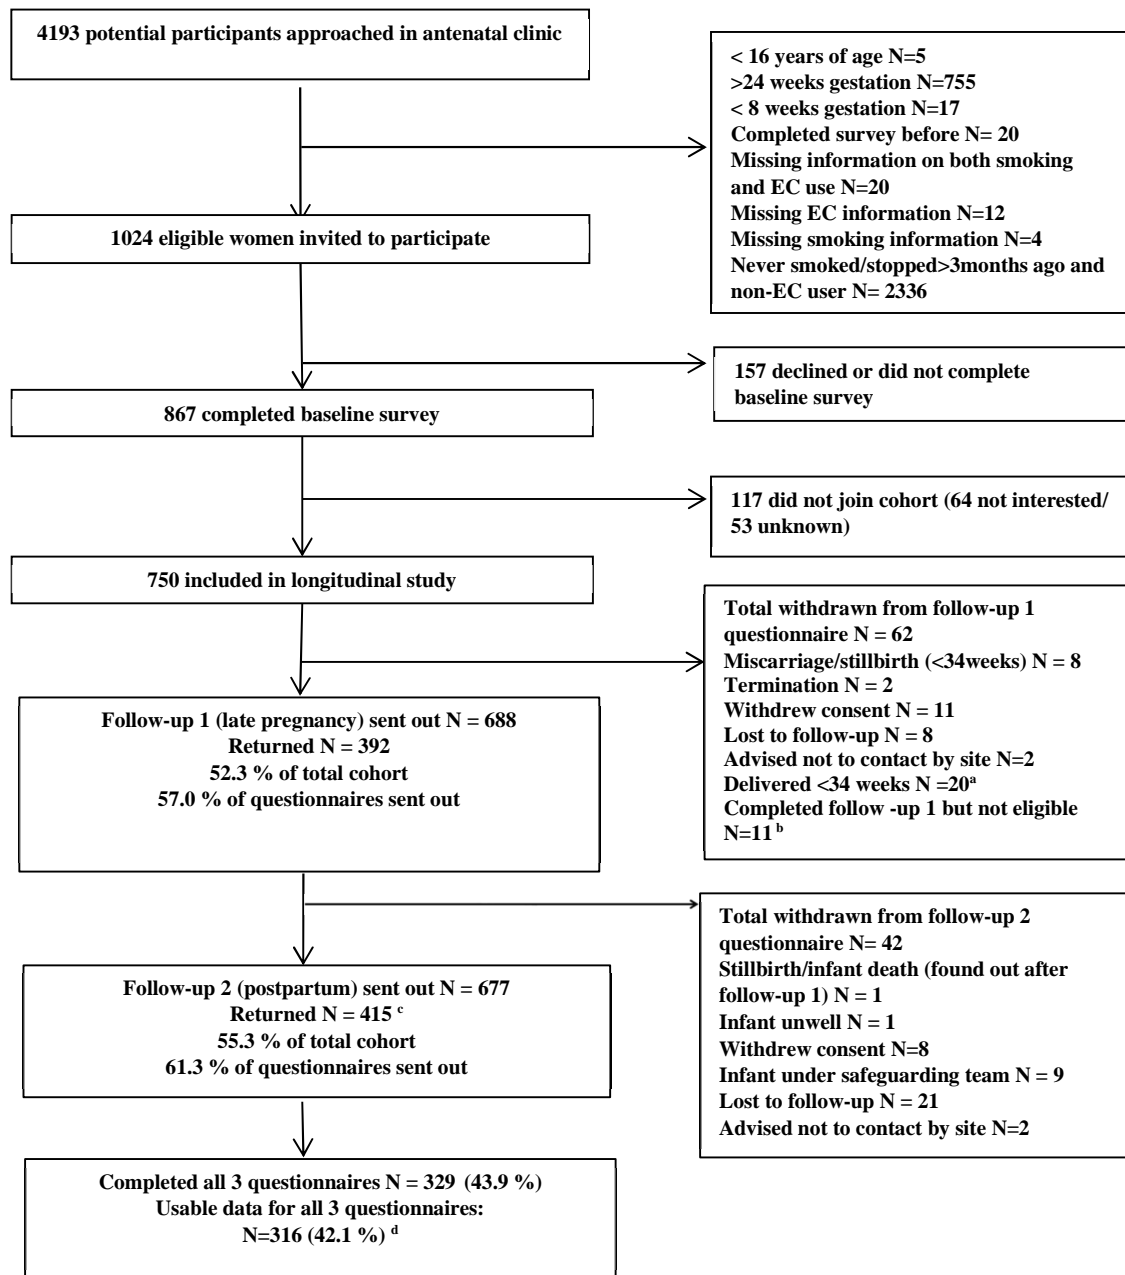 4193 potential participants approached in antenatal clinic
< 16 years of age N=5
>24 weeks gestation N=755
< 8 weeks gestation N=17
Completed survey before N= 20
Missing information on both smoking
and EC use N=20
Missing EC information N=12
Missing smoking information N=4
Never smoked/stopped>3months ago and
non-EC user N= 2336
1024 eligible women invited to participate
157 declined or did not complete
baseline survey
867 completed baseline survey
117 did not join cohort (64 not interested/
53 unknown)
750 included in longitudinal study
Total withdrawn from follow-up 1
questionnaire N = 62
Miscarriage/stillbirth (<34weeks) N = 8
Termination N = 2
Withdrew consent N = 11
Lost to follow-up N = 8
Advised not to contact by site N=2
Delivered <34 weeks N =20ᵃ
Completed follow -up 1 but not eligible
N=11 ᵇ
Follow-up 1 (late pregnancy) sent out N = 688
Returned N = 392
52.3 % of total cohort
57.0 % of questionnaires sent out
Total withdrawn from follow-up 2
questionnaire N= 42
Stillbirth/infant death (found out after
follow-up 1) N = 1
Infant unwell N = 1
Withdrew consent N=8
Infant under safeguarding team N = 9
Lost to follow-up N = 21
Advised not to contact by site N=2
Follow-up 2 (postpartum) sent out N = 677
Returned N = 415 ᶜ
55.3 % of total cohort
61.3 % of questionnaires sent out
Completed all 3 questionnaires N = 329 (43.9 %)
Usable data for all 3 questionnaires:
N=316 (42.1 %) ᵈ